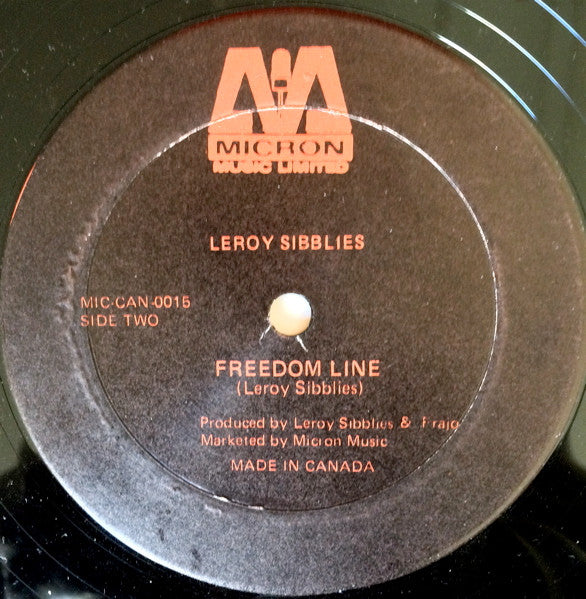 MICRON
MUSIC LIMITED
LEROY SIBBLIES
MIC-CAN-0015
SIDE TWO
FREEDOM LINE
(Leroy Sibblies)
Produced by Leroy Sibblies &
Marketed by Micron Music
MADE IN CANADA